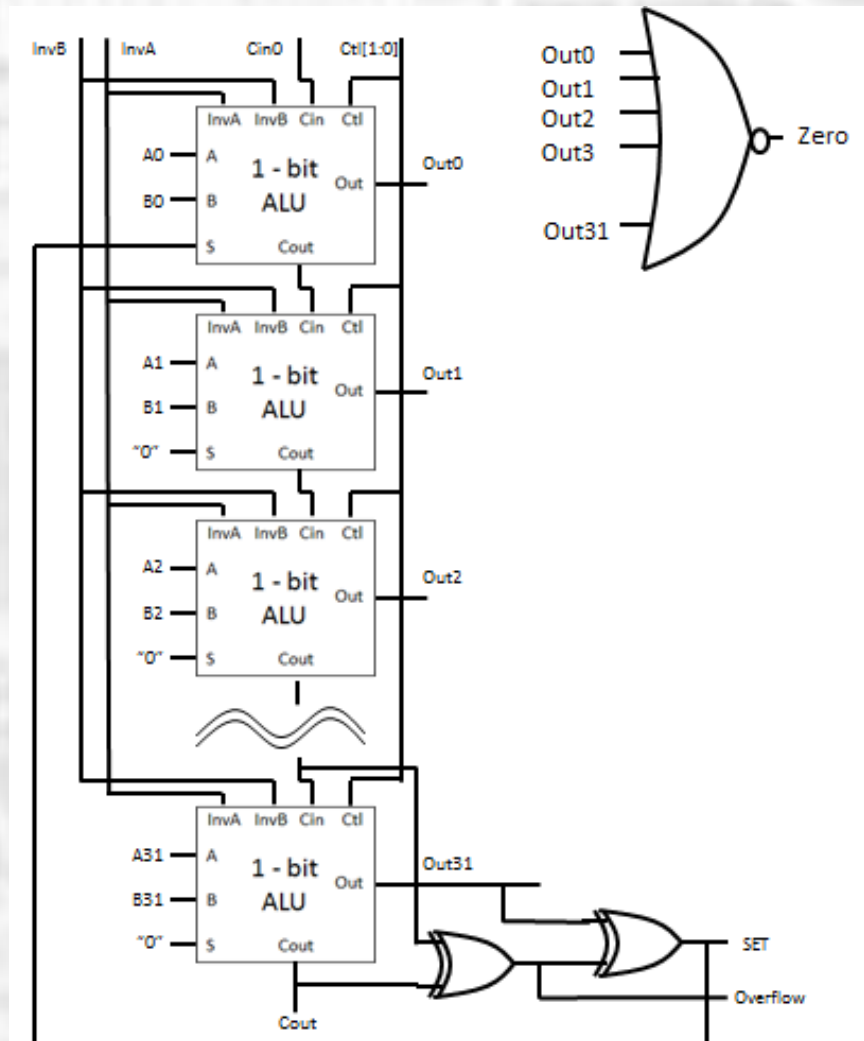 InvB InvA Cin0 Ctl[1:0]
InvA InvB Cin Ctl
A0 A 1 - bit Out Out0
B0 B ALU
S Cout
InvA InvB Cin Ctl
A1 A 1 - bit Out Out1
B1 B ALU
"0" S Cout
InvA InvB Cin Ctl
A2 A 1 - bit Out Out2
B2 B ALU
"0" S Cout
InvA InvB Cin Ctl
A31 A 1 - bit Out Out31
B31 B ALU
"0" S Cout
Cout
SET
Overflow
Out0
Out1
Out2
Out3
Out31
Zero